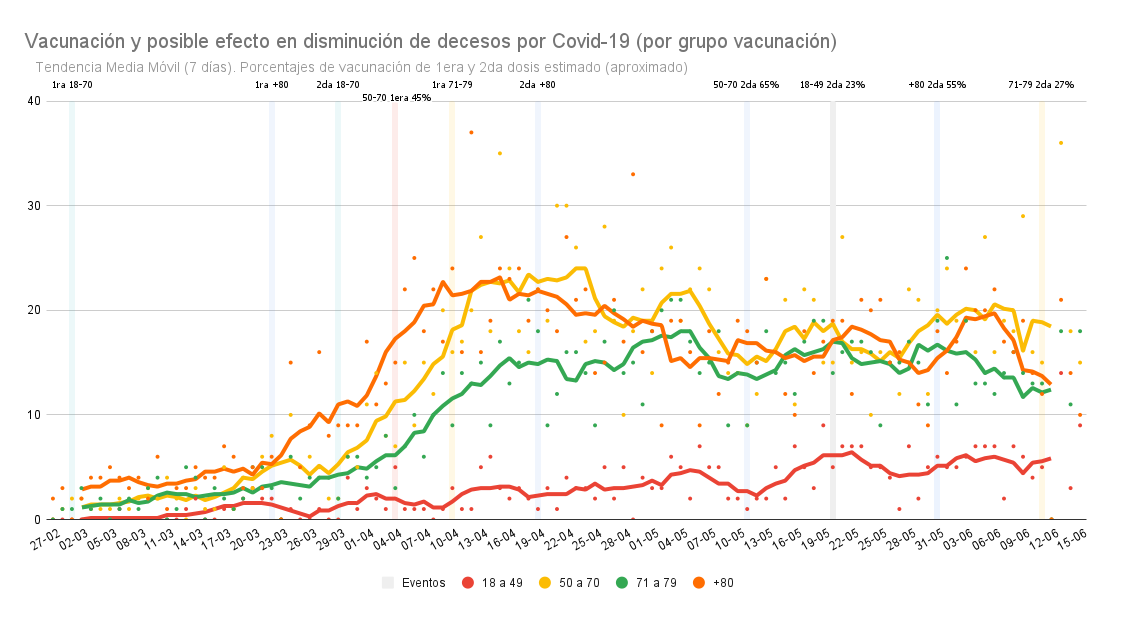 Vacunación y posible efecto en disminución de decesos por Covid-19 (por grupo vacunación)
Tendencia Media Móvil (7 días). Porcentajes de vacunación de 1era y 2da dosis estimado (aproximado)
1ra 18-70 1ra +80 2da 18-70 1ra 71-79 2da +80 50-70 2da 65% 18-49 2da 23% +80 2da 55% 71-79 2da 27%
50-70 1era 45%
40
30
20
10
0
27-02 02-03 05-03 08-03 11-03 14-03 17-03 20-03 23-03 26-03 29-03 01-04 04-04 07-04 10-04 13-04 16-04 19-04 22-04 25-04 28-04 01-05 04-05 07-05 10-05 13-05 16-05 19-05 22-05 25-05 28-05 31-05 03-06 06-06 09-06 12-06 15-06
Eventos 18 a 49 50 a 70 71 a 79 +80